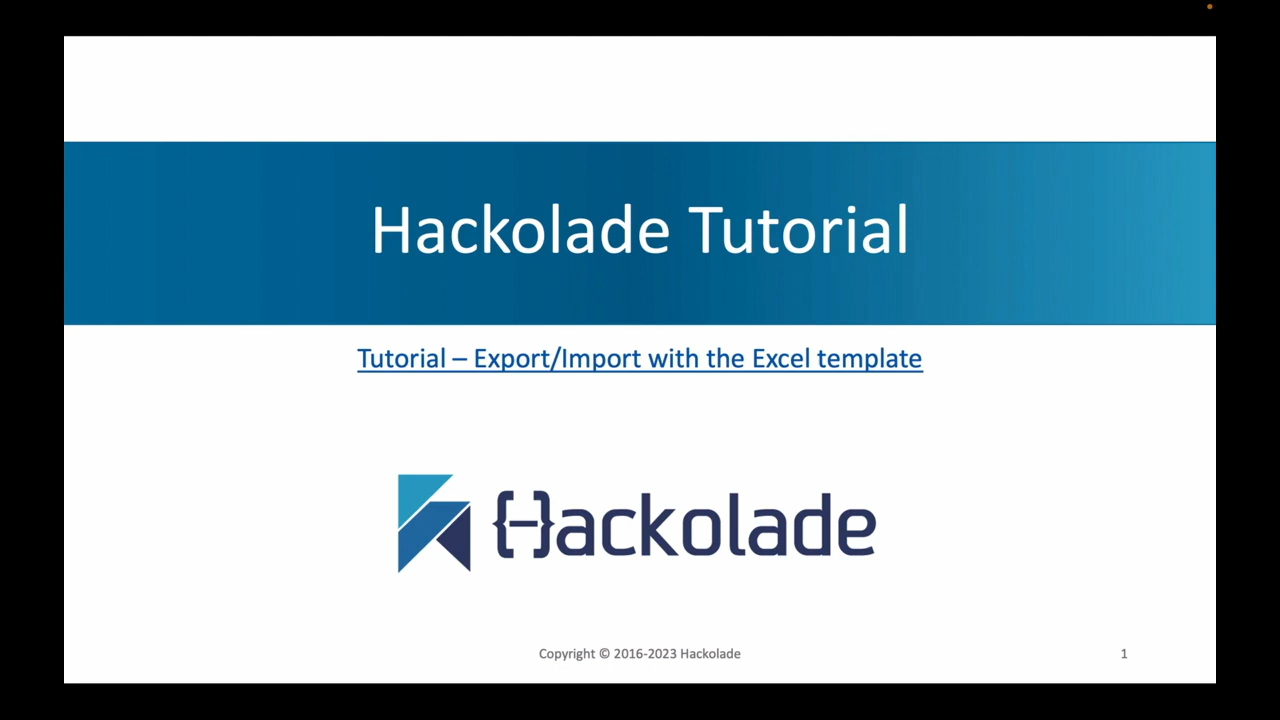 Hackolade Tutorial
Tutorial – Export/Import with the Excel template
{-}ackolade
Copyright © 2016-2023 Hackolade
1